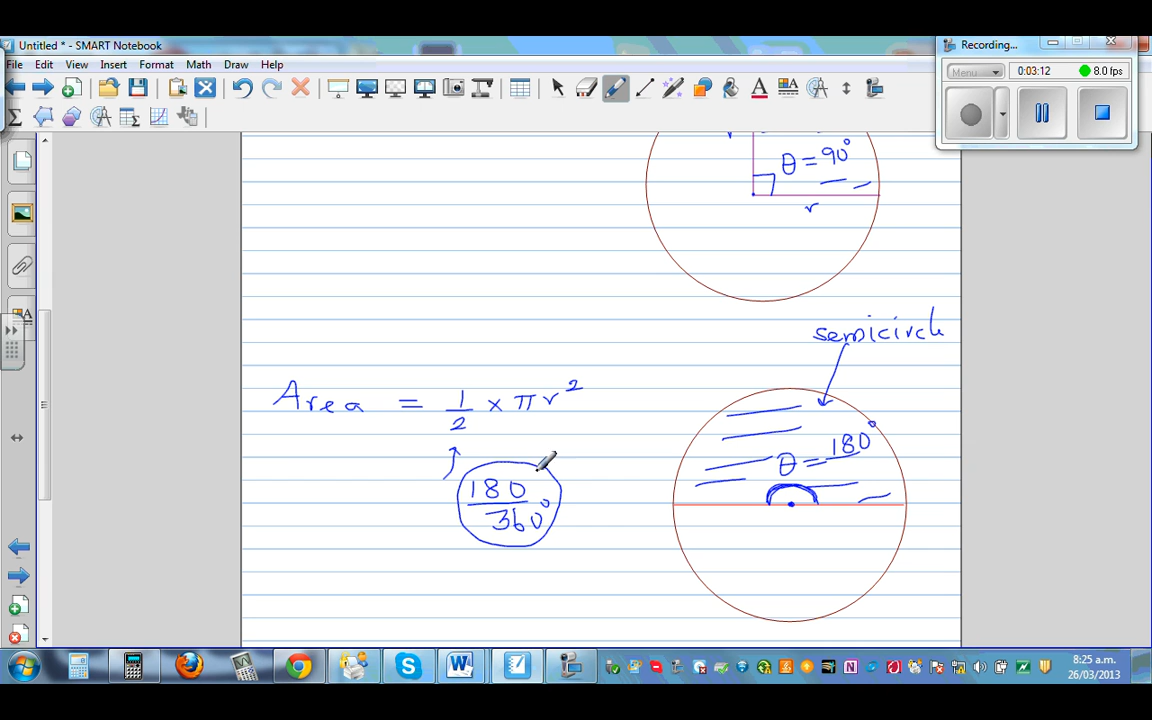 Untitled * - SMART Notebook
File Edit View Insert Format Math Draw Help
Recording...
Menu 0:03:12 8.0 fps
θ = 90°
r
semicircle
Area = 1/2 × πr²
180/360°
θ = 180°
8:25 a.m.
26/03/2013